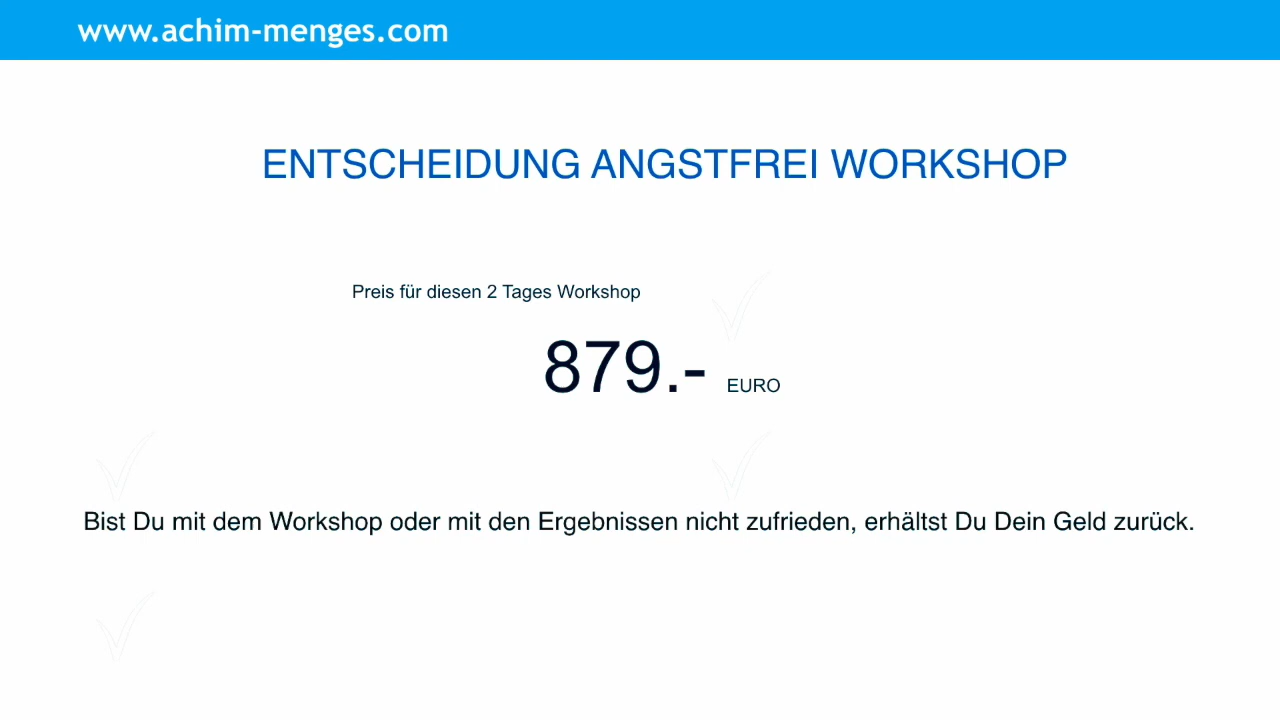 www.achim-menges.com
ENTSCHEIDUNG ANGSTFREI WORKSHOP
Preis für diesen 2 Tages Workshop
879.- EURO
Bist Du mit dem Workshop oder mit den Ergebnissen nicht zufrieden, erhältst Du Dein Geld zurück.